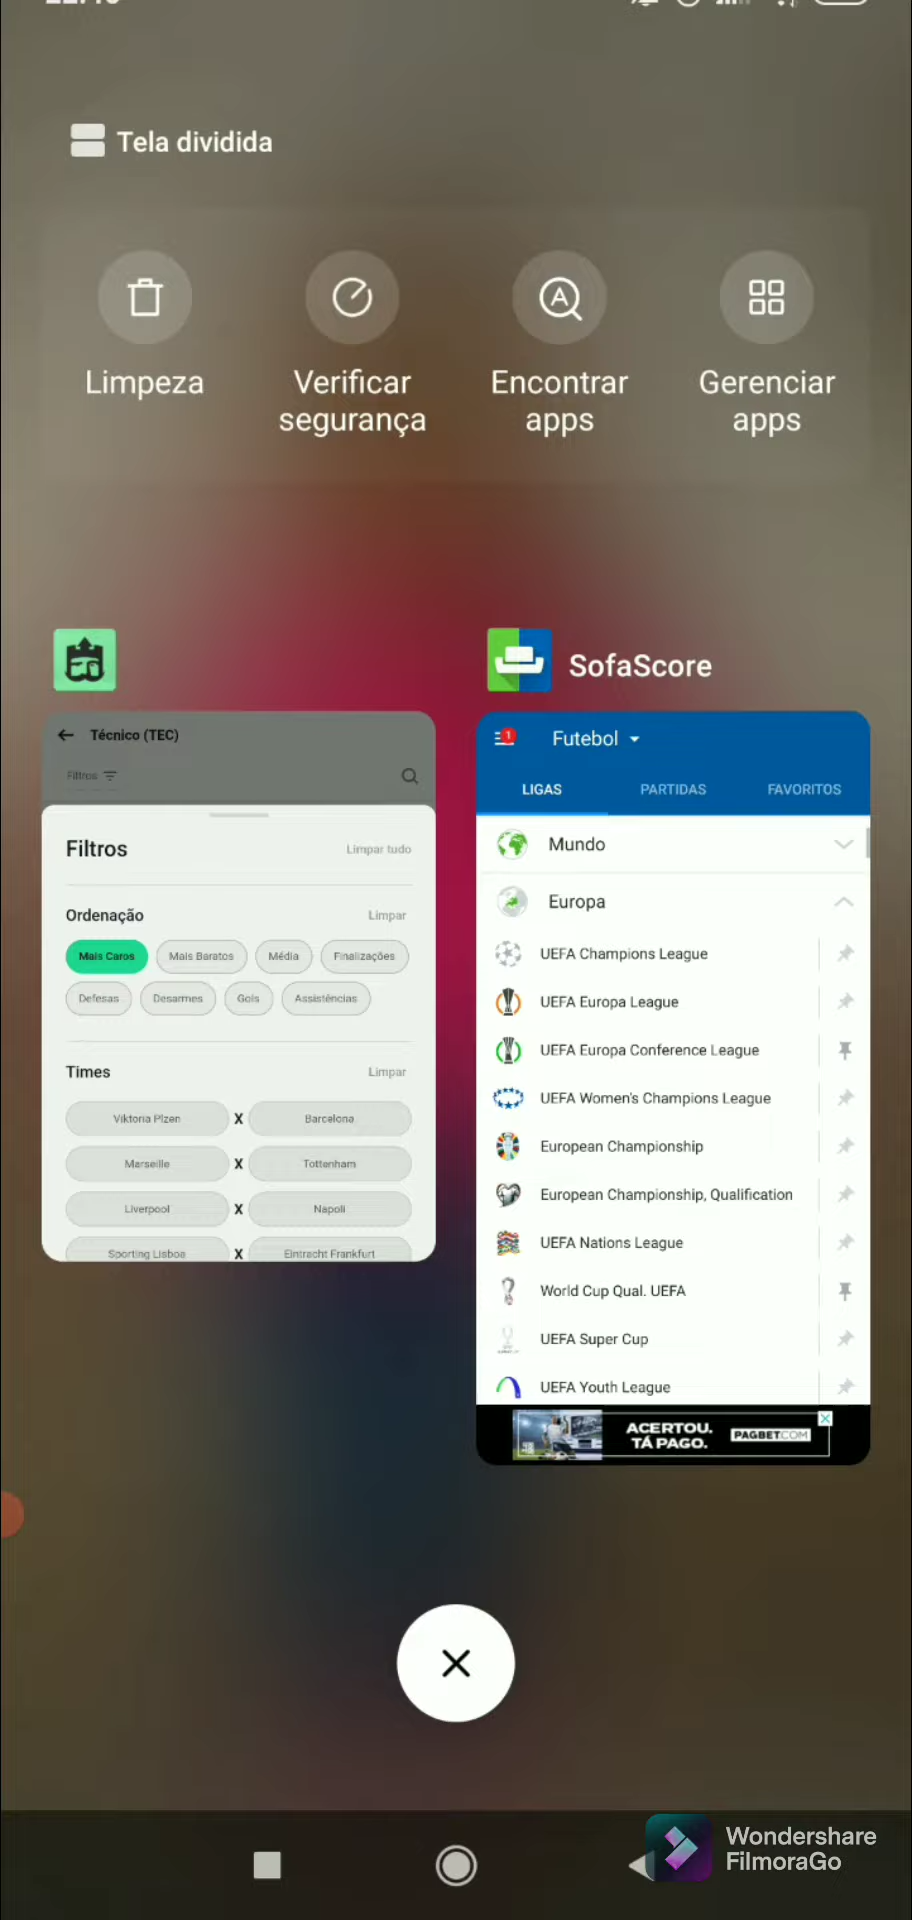 Tela dividida
Limpeza
Verificar
segurança
Encontrar
apps
Gerenciar
apps
Técnico (TEC)
Filtros
Filtros
Limpar tudo
Ordenação
Limpar
Mais Caros
Mais Baratos
Média
Finalizações
Defesas
Desarmes
Gols
Assistências
Times
Limpar
Viktoria Plzen X Barcelona
Marseille X Tottenham
Liverpool X Napoli
Sporting Lisboa X Eintracht Frankfurt
SofaScore
1
Futebol
LIGAS
PARTIDAS
FAVORITOS
Mundo
Europa
UEFA Champions League
UEFA Europa League
UEFA Europa Conference League
UEFA Women's Champions League
European Championship
European Championship, Qualification
UEFA Nations League
World Cup Qual. UEFA
UEFA Super Cup
UEFA Youth League
ACERTOU.
TÁ PAGO.
PAGBET.COM
Wondershare
FilmoraGo